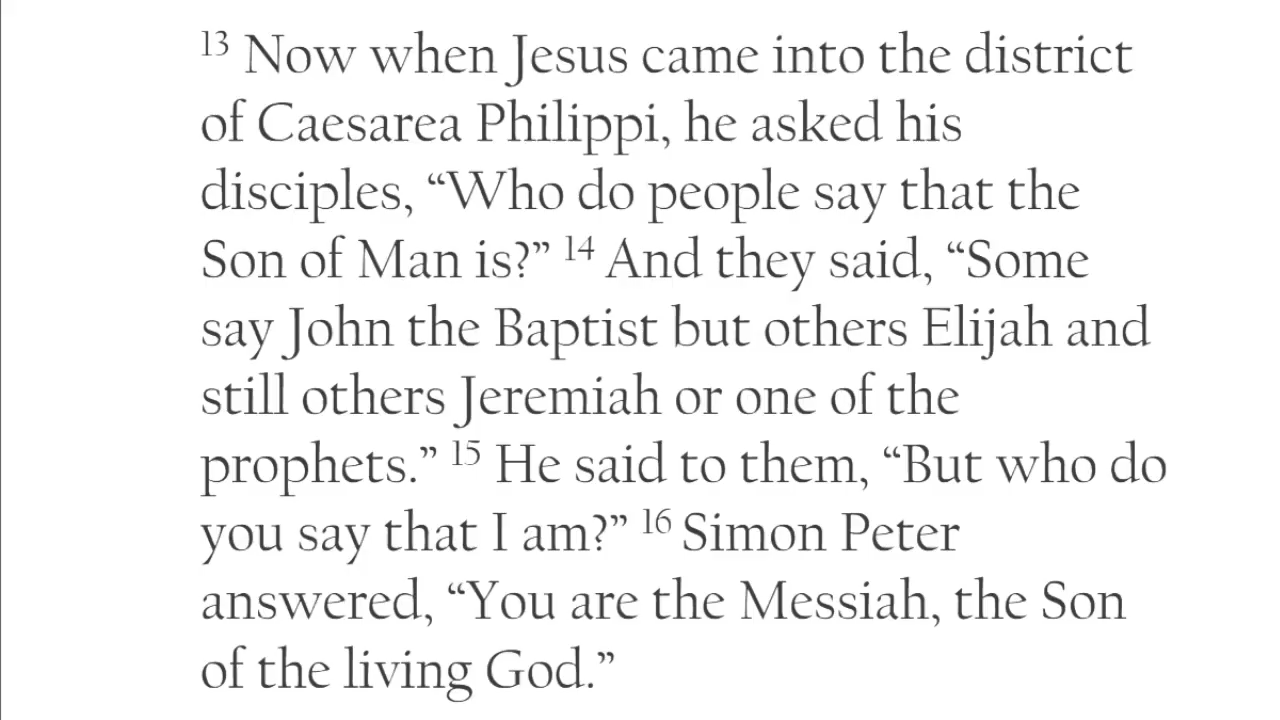 13 Now when Jesus came into the district
of Caesarea Philippi, he asked his
disciples, “Who do people say that the
Son of Man is?” 14 And they said, “Some
say John the Baptist but others Elijah and
still others Jeremiah or one of the
prophets.” 15 He said to them, “But who do
you say that I am?” 16 Simon Peter
answered, “You are the Messiah, the Son
of the living God.”